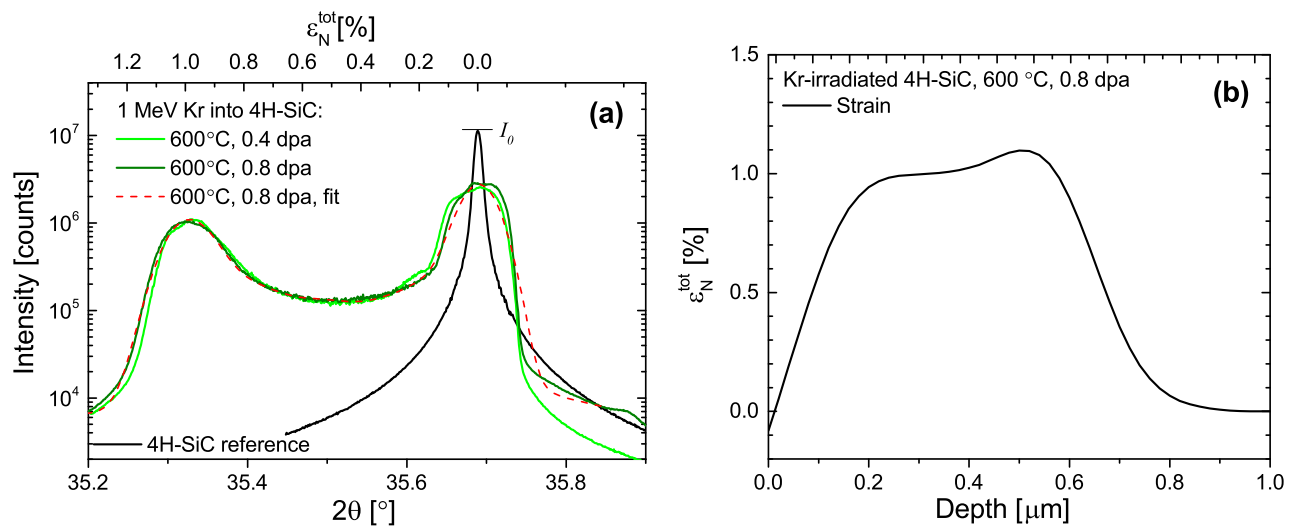 ε_N^tot [%]
1.2 1.0 0.8 0.6 0.4 0.2 0.0
1 MeV Kr into 4H-SiC:
(a)
600°C, 0.4 dpa
600°C, 0.8 dpa
600°C, 0.8 dpa, fit
I_0
4H-SiC reference
Intensity [counts]
10^7
10^6
10^5
10^4
35.2 35.4 35.6 35.8
2θ [°]
Kr-irradiated 4H-SiC, 600 °C, 0.8 dpa
Strain
(b)
ε_N^tot [%]
1.5
1.0
0.5
0.0
0.0 0.2 0.4 0.6 0.8 1.0
Depth [μm]